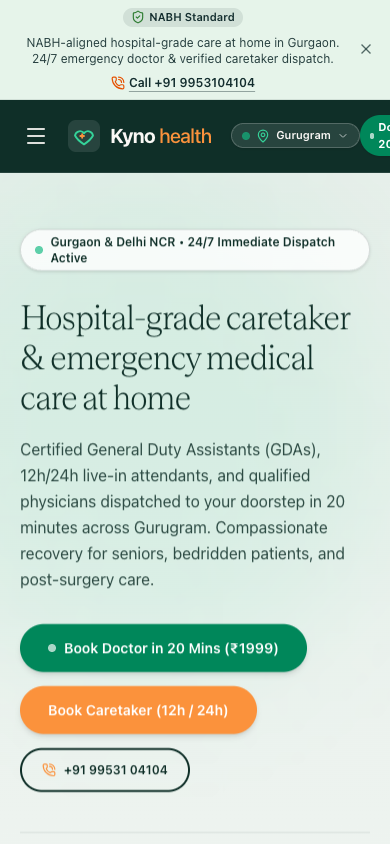 NABH Standard
NABH-aligned hospital-grade care at home in Gurgaon.
24/7 emergency doctor & verified caretaker dispatch.
Call +91 9953104104
Kyno health
Gurugram
Do
20
Gurgaon & Delhi NCR • 24/7 Immediate Dispatch
Active
Hospital-grade caretaker
& emergency medical
care at home
Certified General Duty Assistants (GDAs),
12h/24h live-in attendants, and qualified
physicians dispatched to your doorstep in 20
minutes across Gurugram. Compassionate
recovery for seniors, bedridden patients, and
post-surgery care.
Book Doctor in 20 Mins (₹1999)
Book Caretaker (12h / 24h)
+91 99531 04104